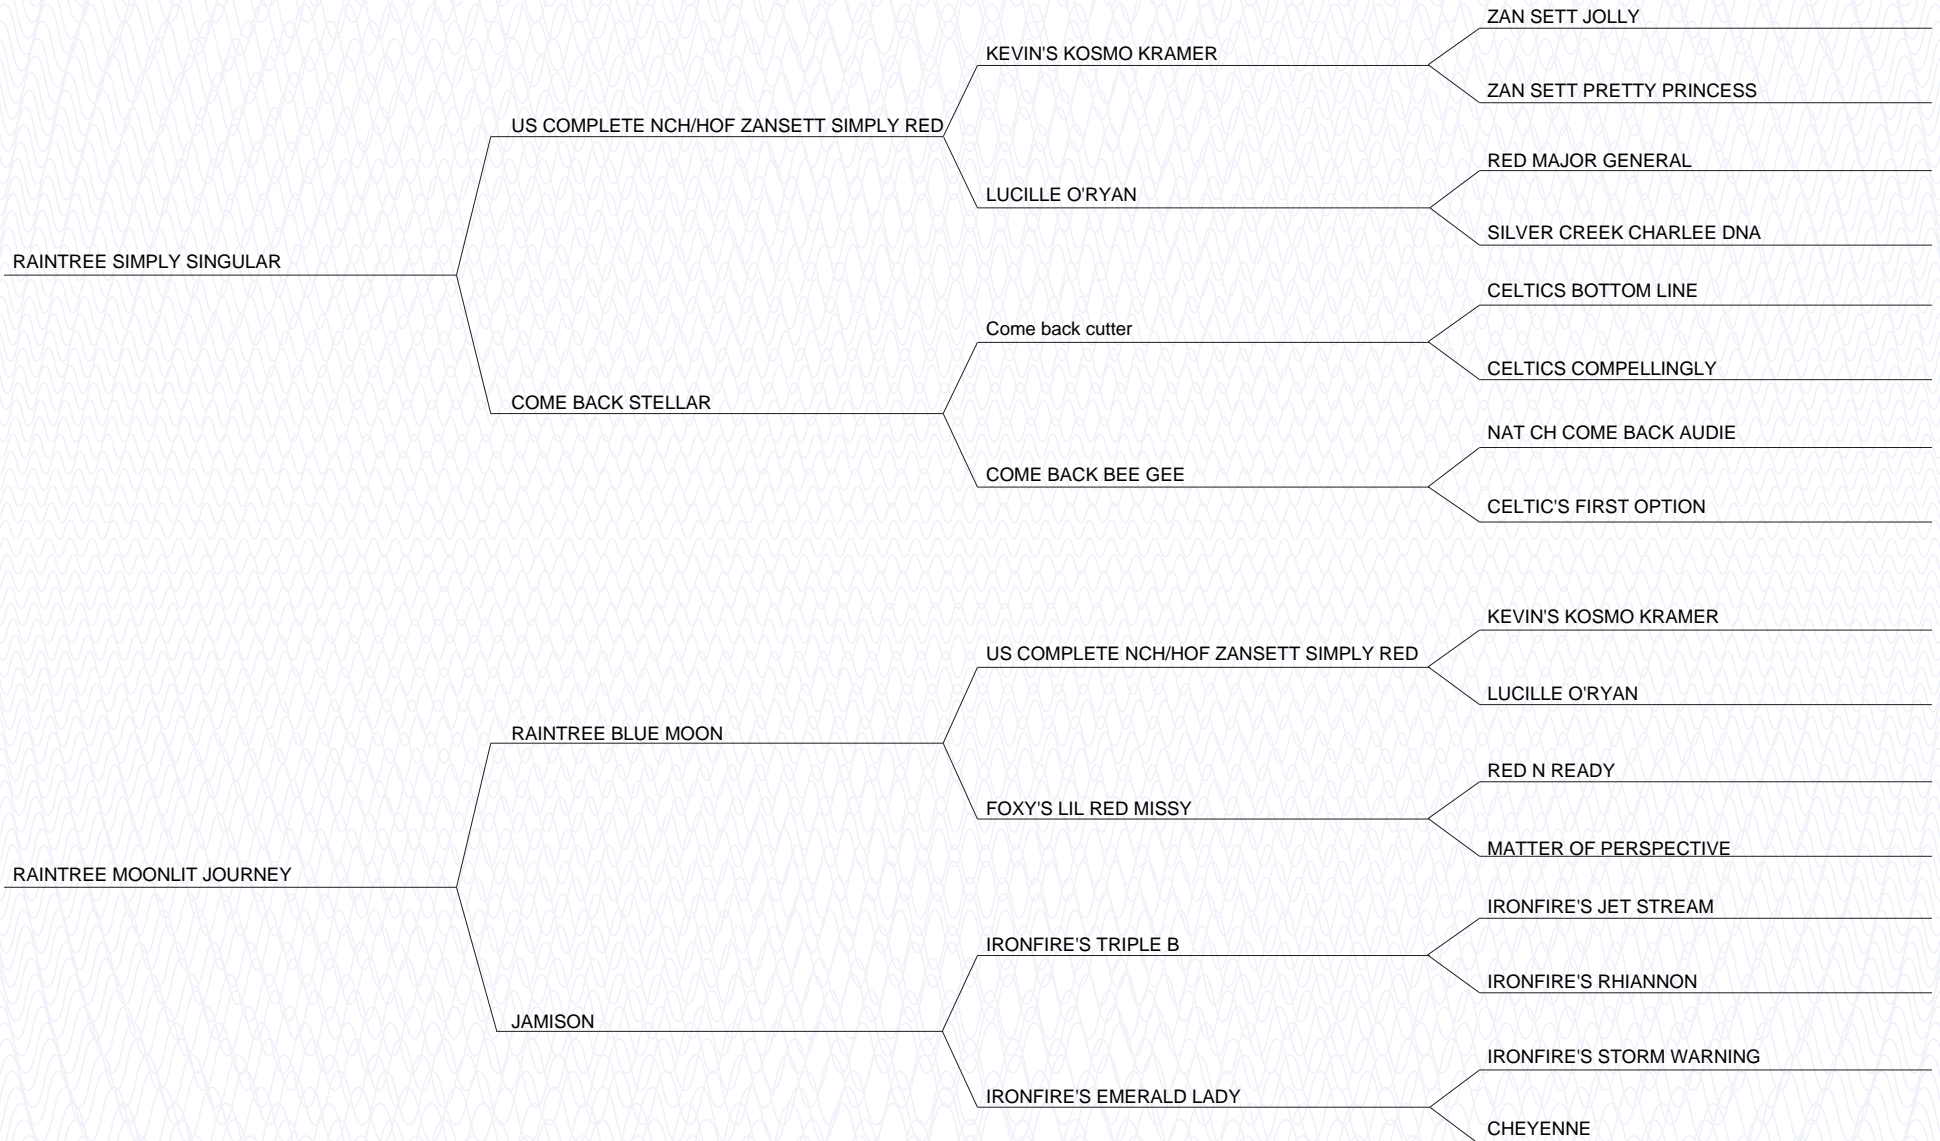 ZAN SETT JOLLY
KEVIN'S KOSMO KRAMER
ZAN SETT PRETTY PRINCESS
US COMPLETE NCH/HOF ZANSETT SIMPLY RED
RED MAJOR GENERAL
LUCILLE O'RYAN
SILVER CREEK CHARLEE DNA
RAINTREE SIMPLY SINGULAR
CELTICS BOTTOM LINE
Come back cutter
CELTICS COMPELLINGLY
COME BACK STELLAR
NAT CH COME BACK AUDIE
COME BACK BEE GEE
CELTIC'S FIRST OPTION
KEVIN'S KOSMO KRAMER
US COMPLETE NCH/HOF ZANSETT SIMPLY RED
LUCILLE O'RYAN
RAINTREE BLUE MOON
RED N READY
FOXY'S LIL RED MISSY
MATTER OF PERSPECTIVE
RAINTREE MOONLIT JOURNEY
IRONFIRE'S JET STREAM
IRONFIRE'S TRIPLE B
IRONFIRE'S RHIANNON
JAMISON
IRONFIRE'S STORM WARNING
IRONFIRE'S EMERALD LADY
CHEYENNE